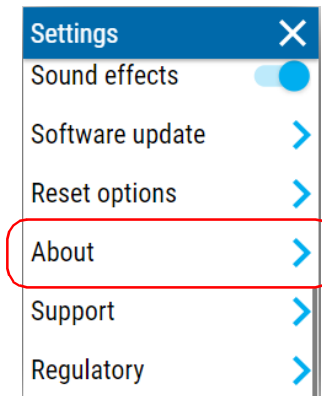 Settings
Sound effects
Software update
Reset options
About
Support
Regulatory